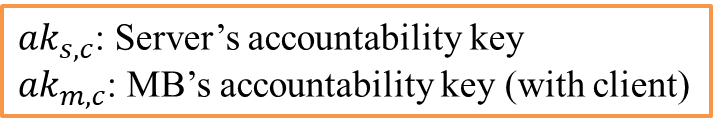 ak_{s,c}: Server's accountability key
ak_{m,c}: MB's accountability key (with client)